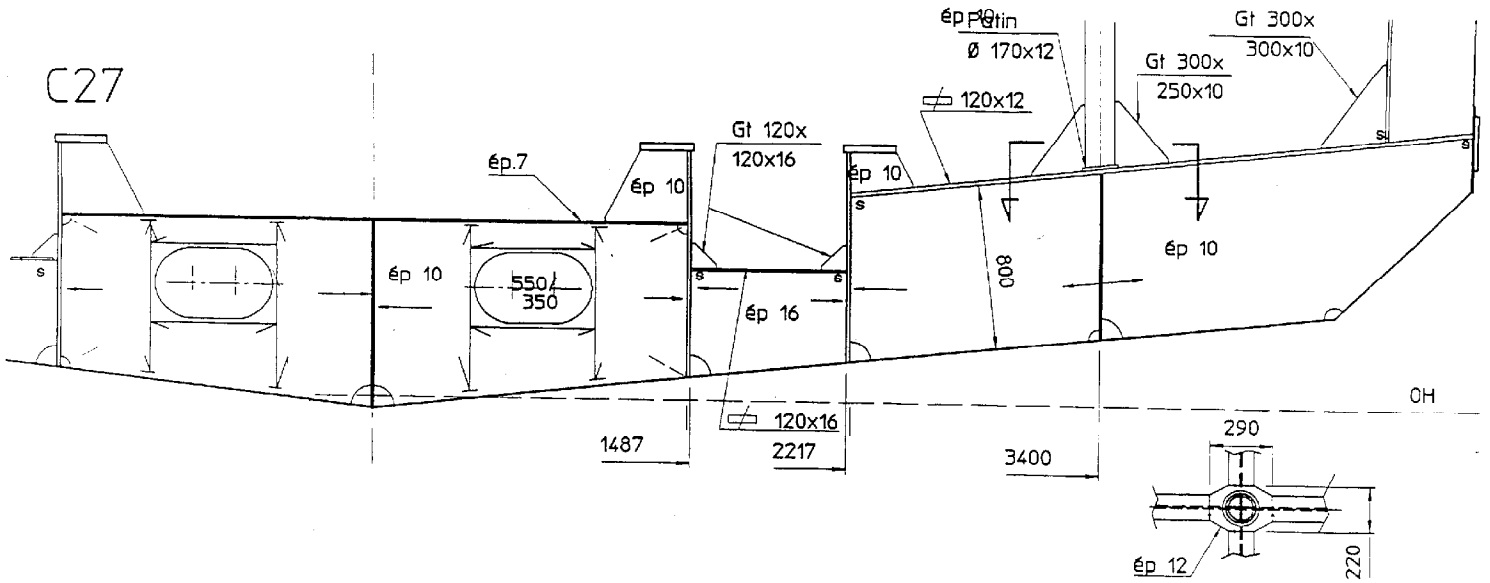 C27
ép 10
Patin
Ø 170x12
Gt 300x
300x10
Gt 300x
250x10
120x12
Gt 120x
120x16
ép.7
ép 10
ép 10
s
s
s
s
ép 10
550/
350
s
s
s
ép 10
800
ép 16
OH
120x16
1487
2217
3400
290
220
ép 12